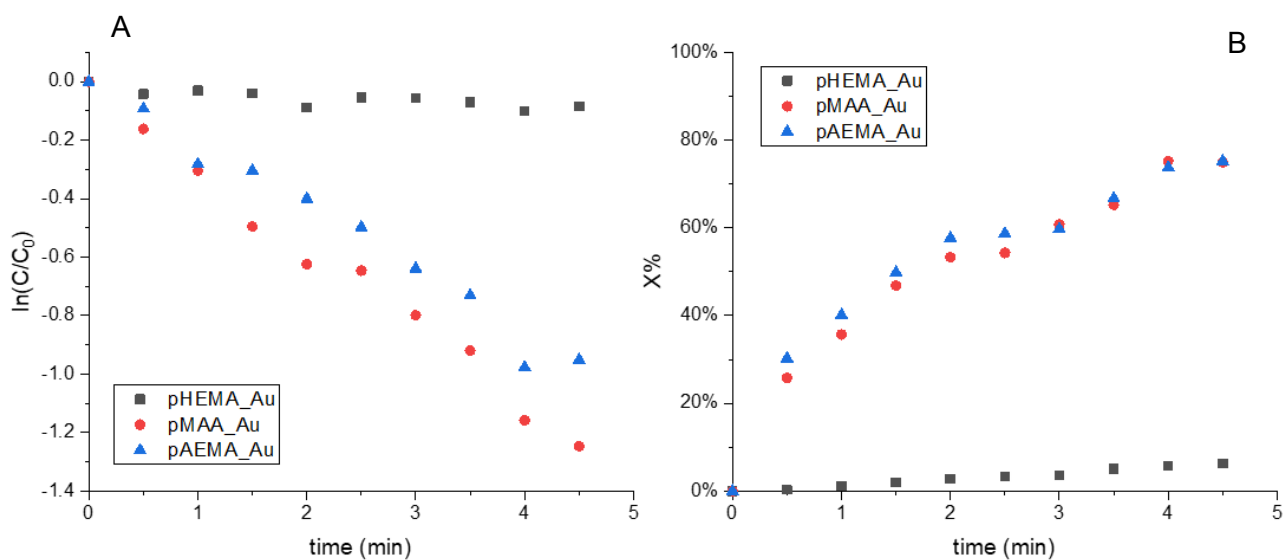 A
0.0
-0.2
-0.4
-0.6
-0.8
-1.0
-1.2
-1.4
ln(C/C₀)
pHEMA_Au
pMAA_Au
pAEMA_Au
0 1 2 3 4 5
time (min)
B
100%
80%
60%
40%
20%
0%
X%
pHEMA_Au
pMAA_Au
pAEMA_Au
0 1 2 3 4 5
time (min)